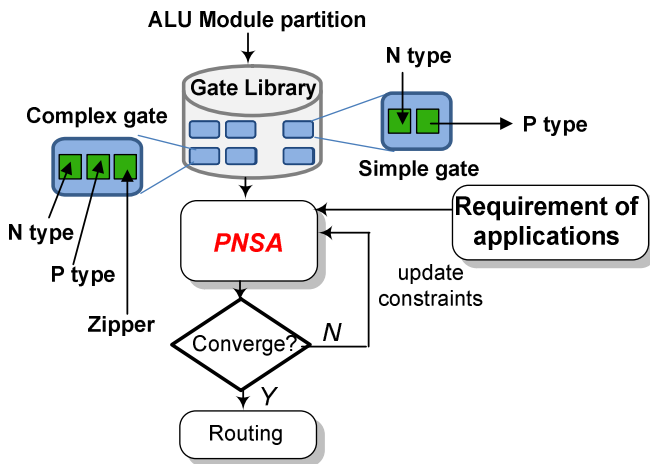 ALU Module partition
N type
Gate Library
Complex gate
P type
Simple gate
Requirement of
applications
PNSA
N type
P type
update
constraints
Zipper
Converge?
N
Y
Routing